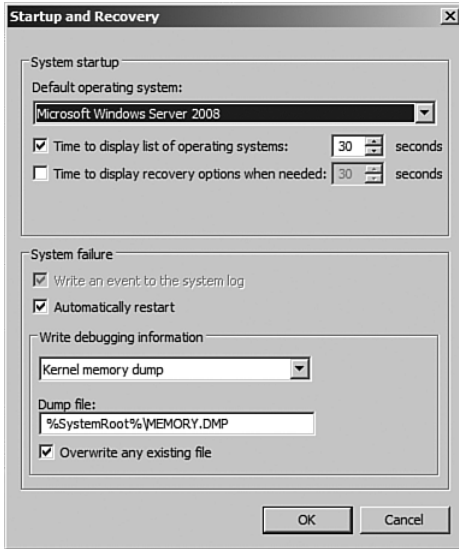 Startup and Recovery
System startup
Default operating system:
Microsoft Windows Server 2008
Time to display list of operating systems: 30 seconds
Time to display recovery options when needed: 30 seconds
System failure
Write an event to the system log
Automatically restart
Write debugging information
Kernel memory dump
Dump file:
%SystemRoot%\MEMORY.DMP
Overwrite any existing file
OK Cancel